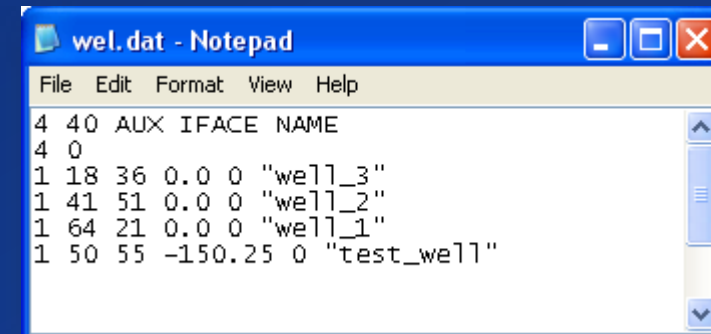 wel.dat - Notepad
File Edit Format View Help
4 40 AUX IFACE NAME
4 0
1 18 36 0.0 0 "well_3"
1 41 51 0.0 0 "well_2"
1 64 21 0.0 0 "well_1"
1 50 55 -150.25 0 "test_well"